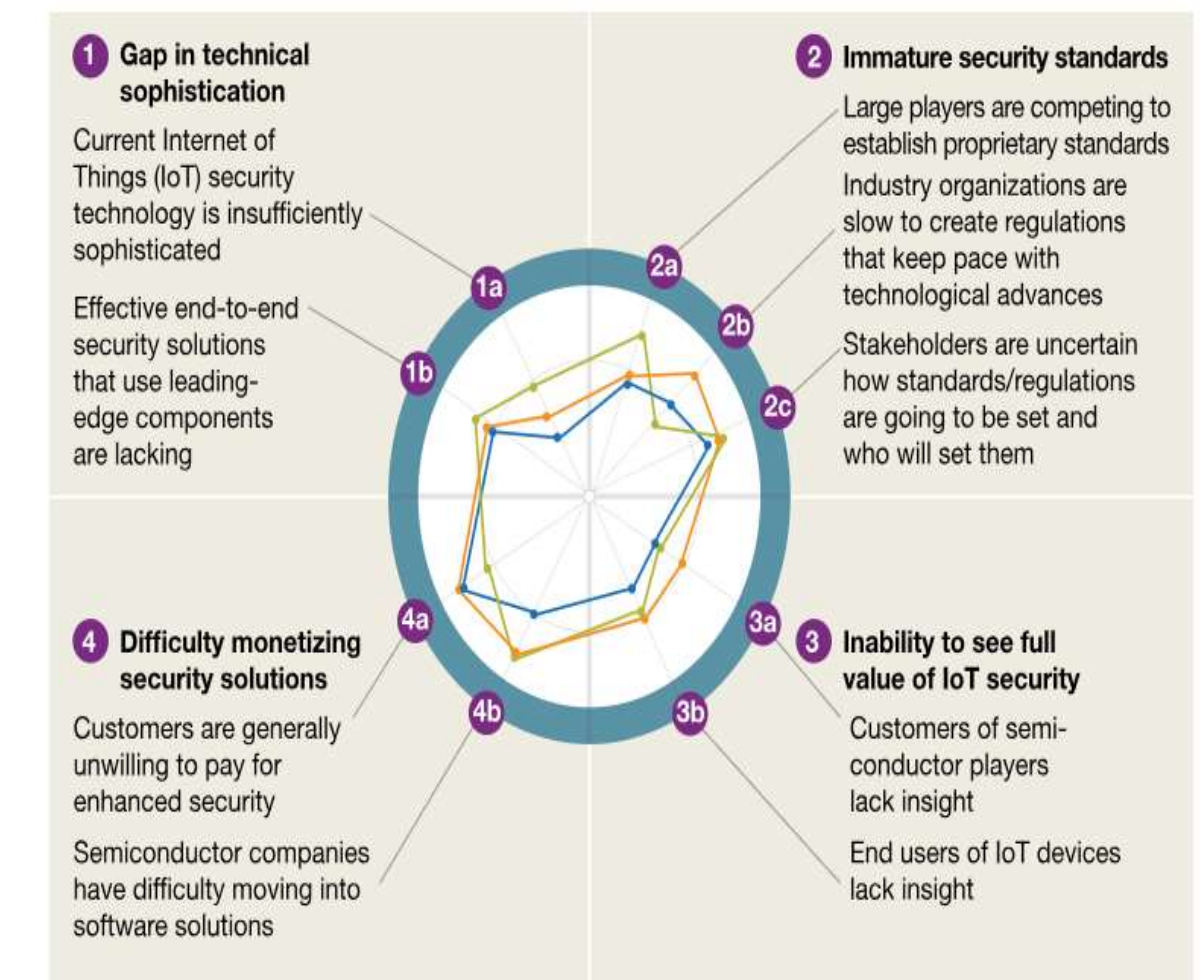 1 Gap in technical
sophistication
Current Internet of
Things (IoT) security
technology is insufficiently
sophisticated
Effective end-to-end
security solutions
that use leading-
edge components
are lacking
2 Immature security standards
Large players are competing to
establish proprietary standards
Industry organizations are
slow to create regulations
that keep pace with
technological advances
Stakeholders are uncertain
how standards/regulations
are going to be set and
who will set them
1a
1b
2a
2b
2c
3a
3b
4a
4b
4 Difficulty monetizing
security solutions
Customers are generally
unwilling to pay for
enhanced security
Semiconductor companies
have difficulty moving into
software solutions
3 Inability to see full
value of IoT security
Customers of semi-
conductor players
lack insight
End users of IoT devices
lack insight